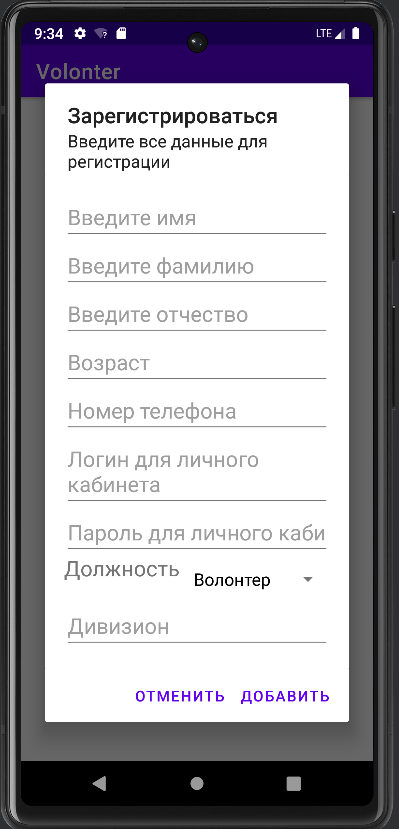 9:34
LTE
Volonter
Зарегистрироваться
Введите все данные для
регистрации
Введите имя
Введите фамилию
Введите отчество
Возраст
Номер телефона
Логин для личного
кабинета
Пароль для личного каби
Должность Волонтер
Дивизион
ОТМЕНИТЬ ДОБАВИТЬ